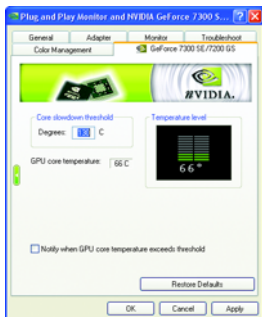 Plug and Play Monitor and NVIDIA GeForce 7300 S...
General Adapter Monitor Troubleshoot
Color Management GeForce 7300 SE/7200 GS
NVIDIA.
Core slowdown threshold
Degrees: 130 C
GPU core temperature: 66 C
Temperature level
66°
Notify when GPU core temperature exceeds threshold
Restore Defaults
OK Cancel Apply